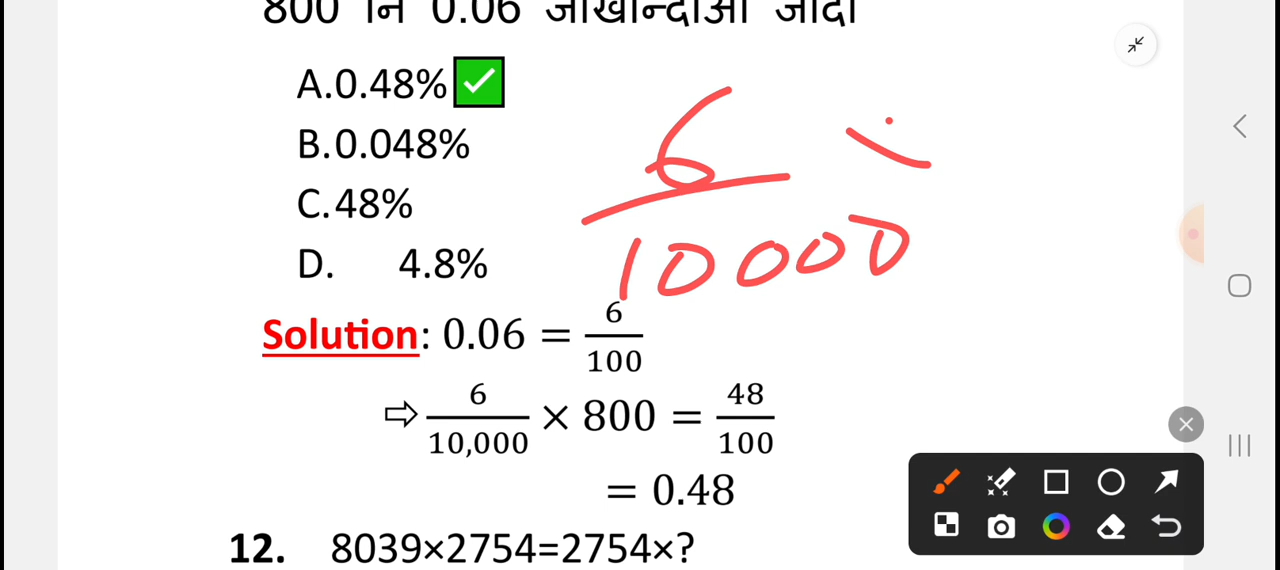 800 नि 0.06 जोखोन्दोआ जादों
A.0.48% ✓
B.0.048%
C.48%
D. 4.8%
6
10000
Solution: 0.06 = 6/100
⇨ 6/10,000 × 800 = 48/100
= 0.48
12. 8039×2754=2754×?